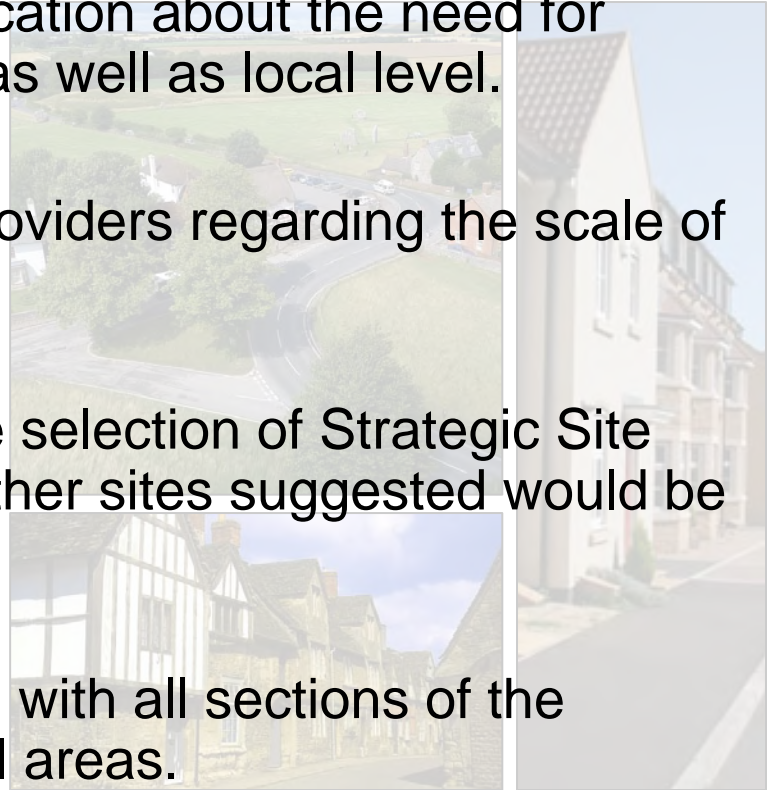 cation about the need for
as well as local level.
oviders regarding the scale of
e selection of Strategic Site
ther sites suggested would be
with all sections of the
l areas.